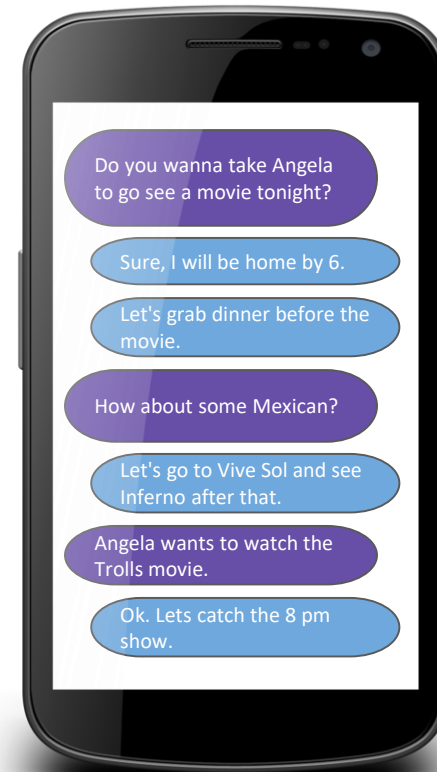 Do you wanna take Angela
to go see a movie tonight?
Sure, I will be home by 6.
Let's grab dinner before the
movie.
How about some Mexican?
Let's go to Vive Sol and see
Inferno after that.
Angela wants to watch the
Trolls movie.
Ok. Lets catch the 8 pm
show.